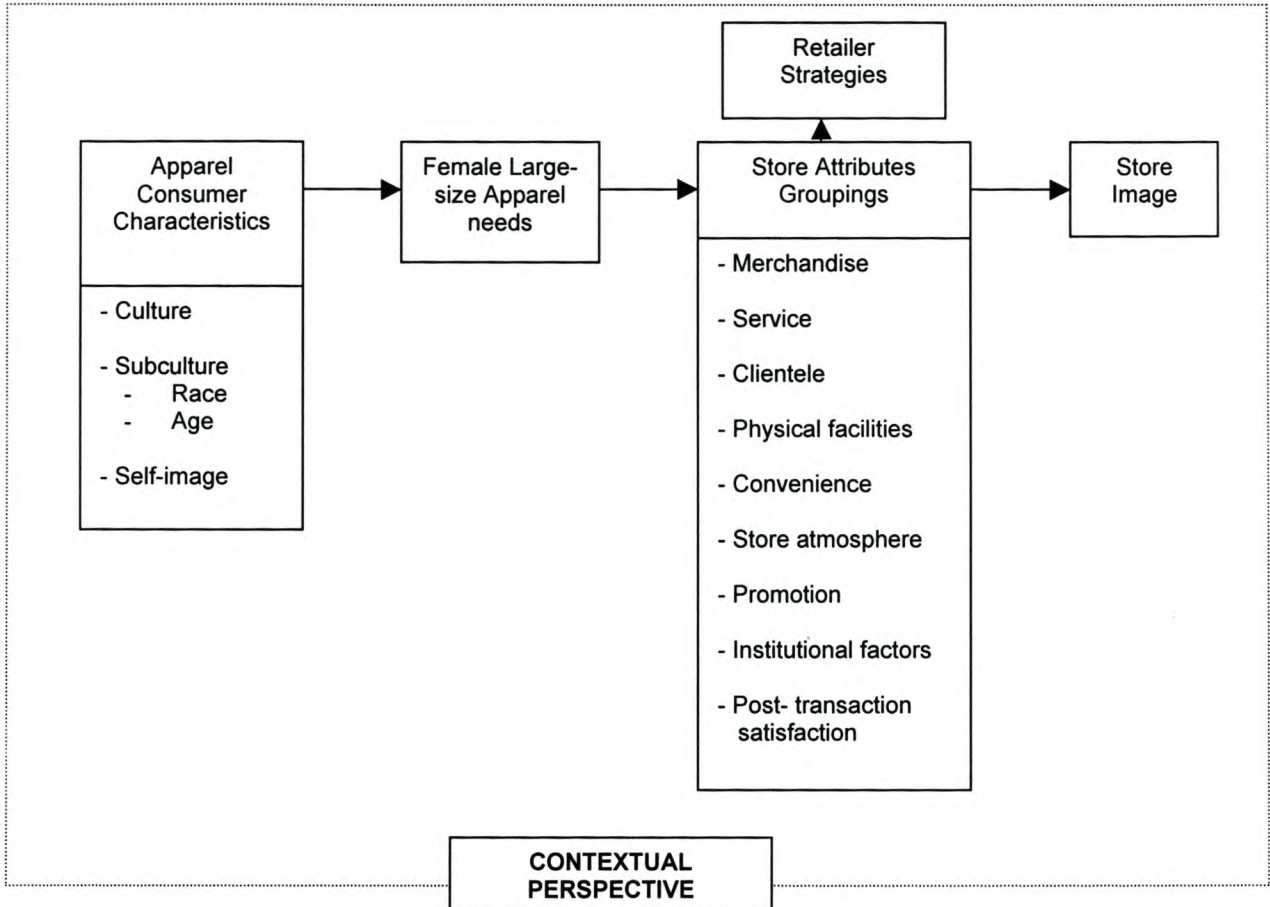 Retailer
Strategies
Apparel
Consumer
Characteristics
- Culture
- Subculture
- Race
- Age
- Self-image
Female Large-
size Apparel
needs
Store Attributes
Groupings
- Merchandise
- Service
- Clientele
- Physical facilities
- Convenience
- Store atmosphere
- Promotion
- Institutional factors
- Post- transaction
satisfaction
Store
Image
CONTEXTUAL
PERSPECTIVE